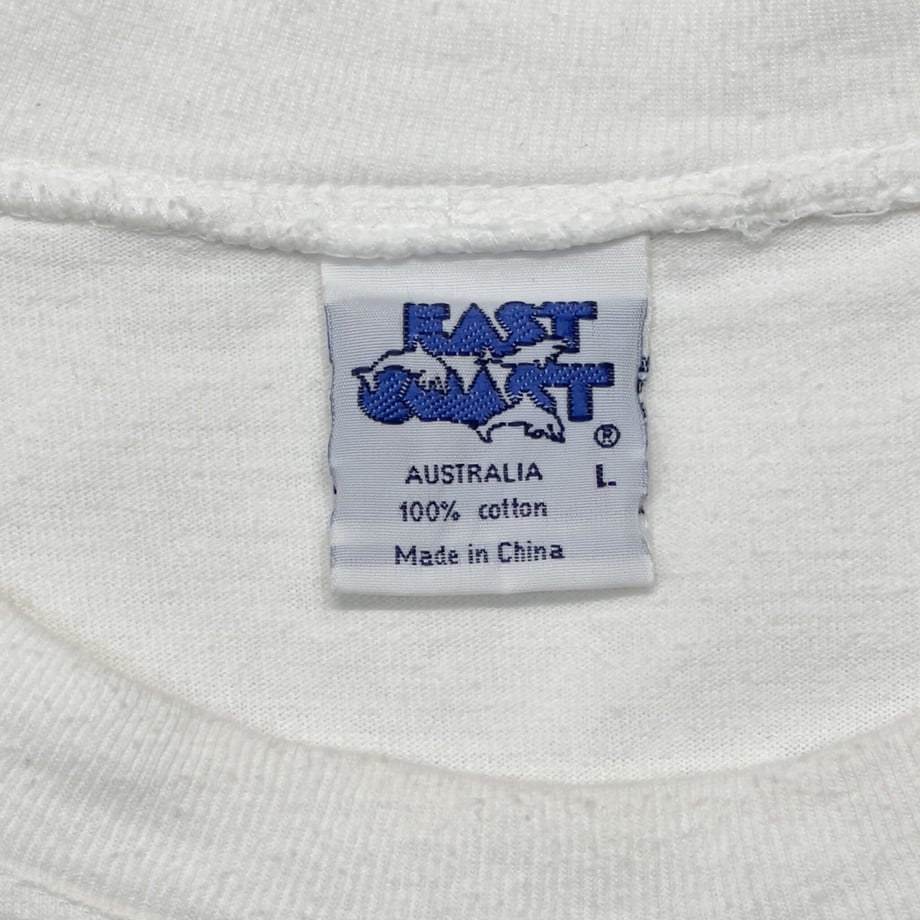 EAST
COAST
®
AUSTRALIA L
100% cotton
Made in China